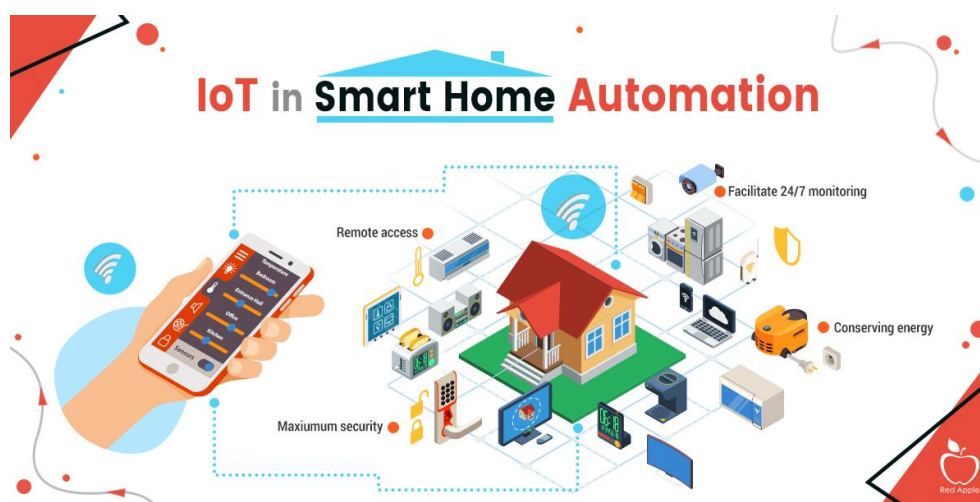 IoT in Smart Home Automation
Facilitate 24/7 monitoring
Remote access
Temperature
Bedroom
Entrance Hall
Office
Kitchen
Sensors
Conserving energy
Maxiumum security
Red Apple